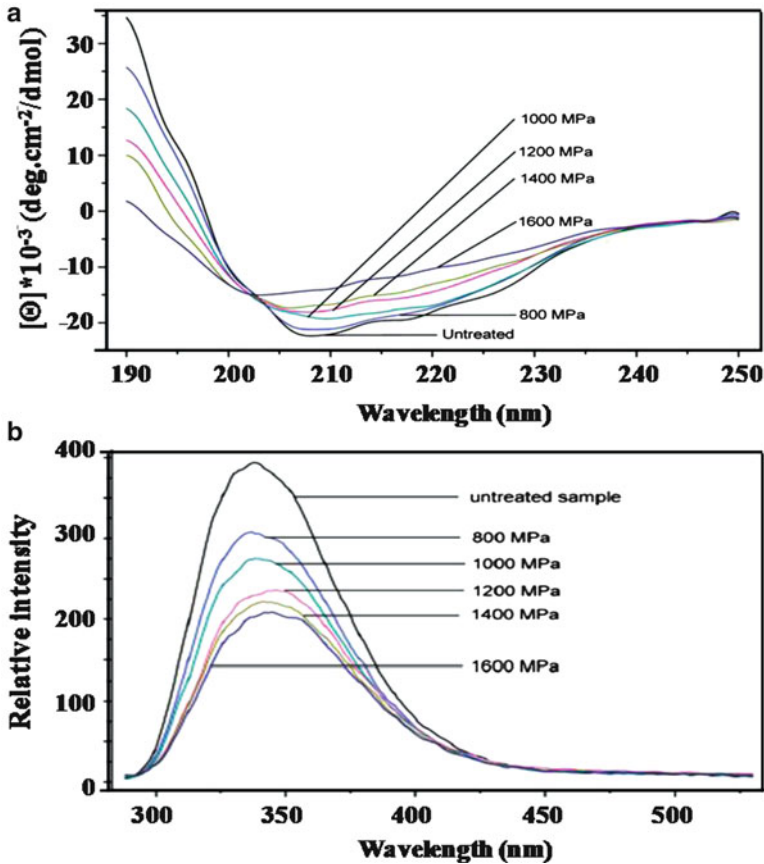 a
[Θ]*10⁻³ (deg.cm⁻²/dmol)
30
20
10
0
-10
-20
1000 MPa
1200 MPa
1400 MPa
1600 MPa
800 MPa
Untreated
190
200
210
220
230
240
250
Wavelength (nm)
b
Relative intensity
400
300
200
100
0
untreated sample
800 MPa
1000 MPa
1200 MPa
1400 MPa
1600 MPa
300
350
400
450
500
Wavelength (nm)